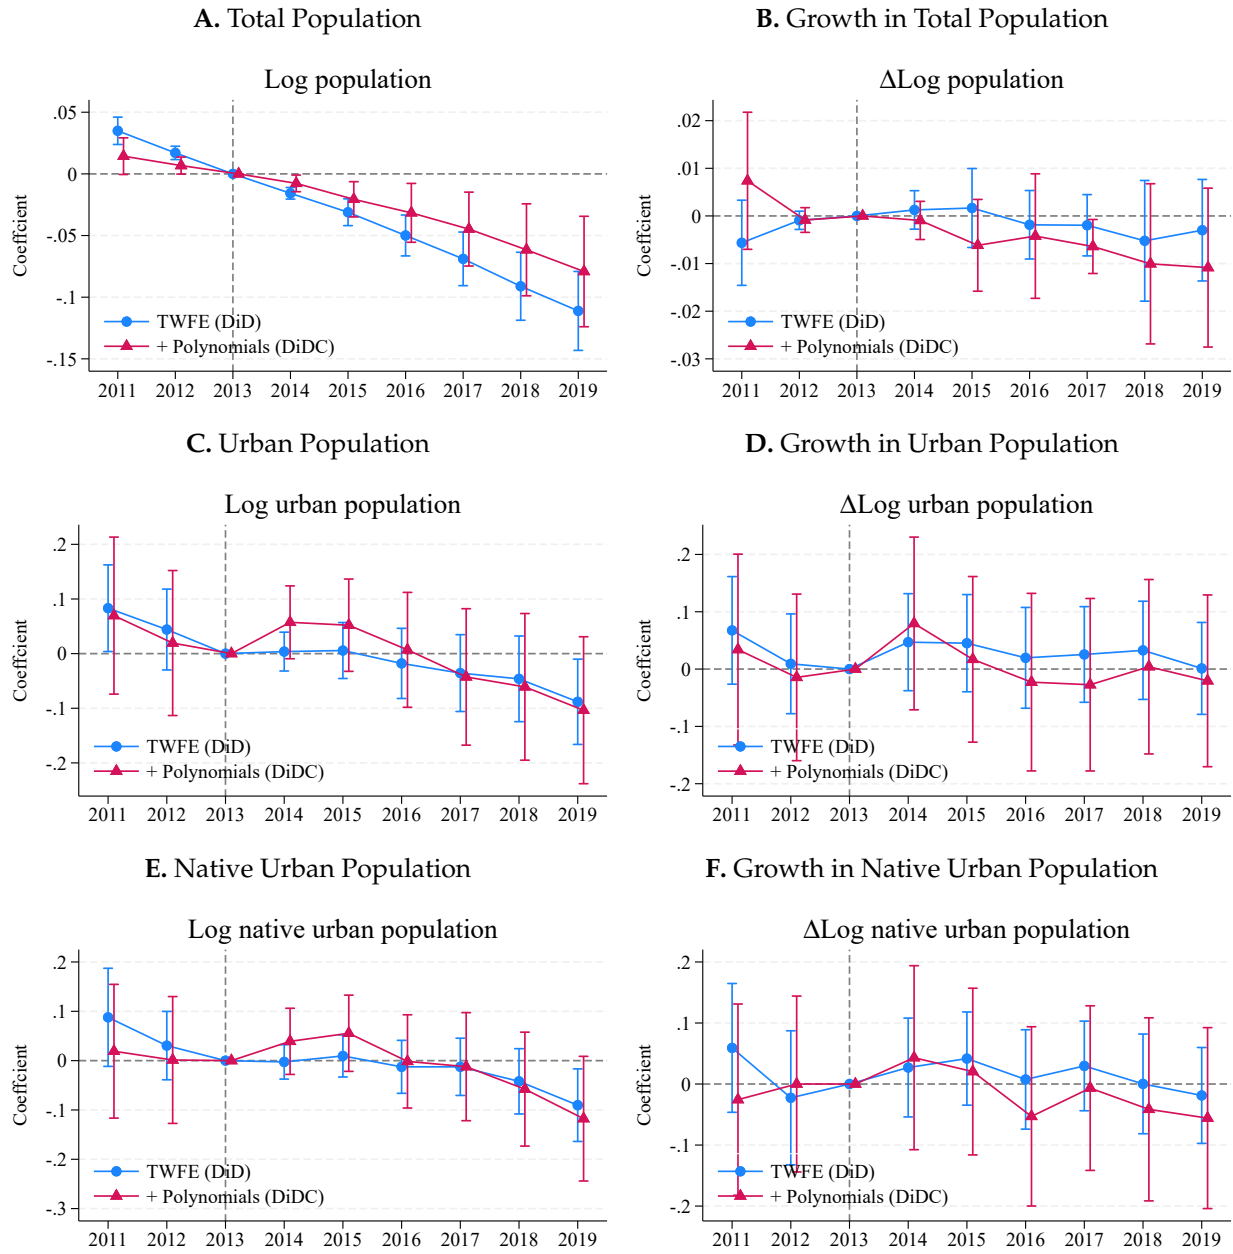 A. Total Population
Log population
Coeffcient
.05
0
-.05
-.1
-.15
TWFE (DiD)
+ Polynomials (DiDC)
2011 2012 2013 2014 2015 2016 2017 2018 2019
B. Growth in Total Population
ΔLog population
Coeffcient
.02
.01
0
-.01
-.02
-.03
TWFE (DiD)
+ Polynomials (DiDC)
2011 2012 2013 2014 2015 2016 2017 2018 2019
C. Urban Population
Log urban population
Coeffcient
.2
.1
0
-.1
-.2
TWFE (DiD)
+ Polynomials (DiDC)
2011 2012 2013 2014 2015 2016 2017 2018 2019
D. Growth in Urban Population
ΔLog urban population
Coeffcient
.2
.1
0
-.1
-.2
TWFE (DiD)
+ Polynomials (DiDC)
2011 2012 2013 2014 2015 2016 2017 2018 2019
E. Native Urban Population
Log native urban population
Coeffcient
.2
.1
0
-.1
-.2
-.3
TWFE (DiD)
+ Polynomials (DiDC)
2011 2012 2013 2014 2015 2016 2017 2018 2019
F. Growth in Native Urban Population
ΔLog native urban population
Coeffcient
.2
.1
0
-.1
-.2
TWFE (DiD)
+ Polynomials (DiDC)
2011 2012 2013 2014 2015 2016 2017 2018 2019